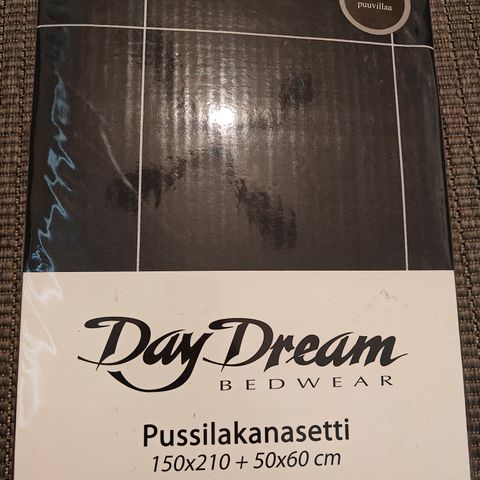 puuvillaa
Day Dream
BEDWEAR
Pussilakanasetti
150x210 + 50x60 cm